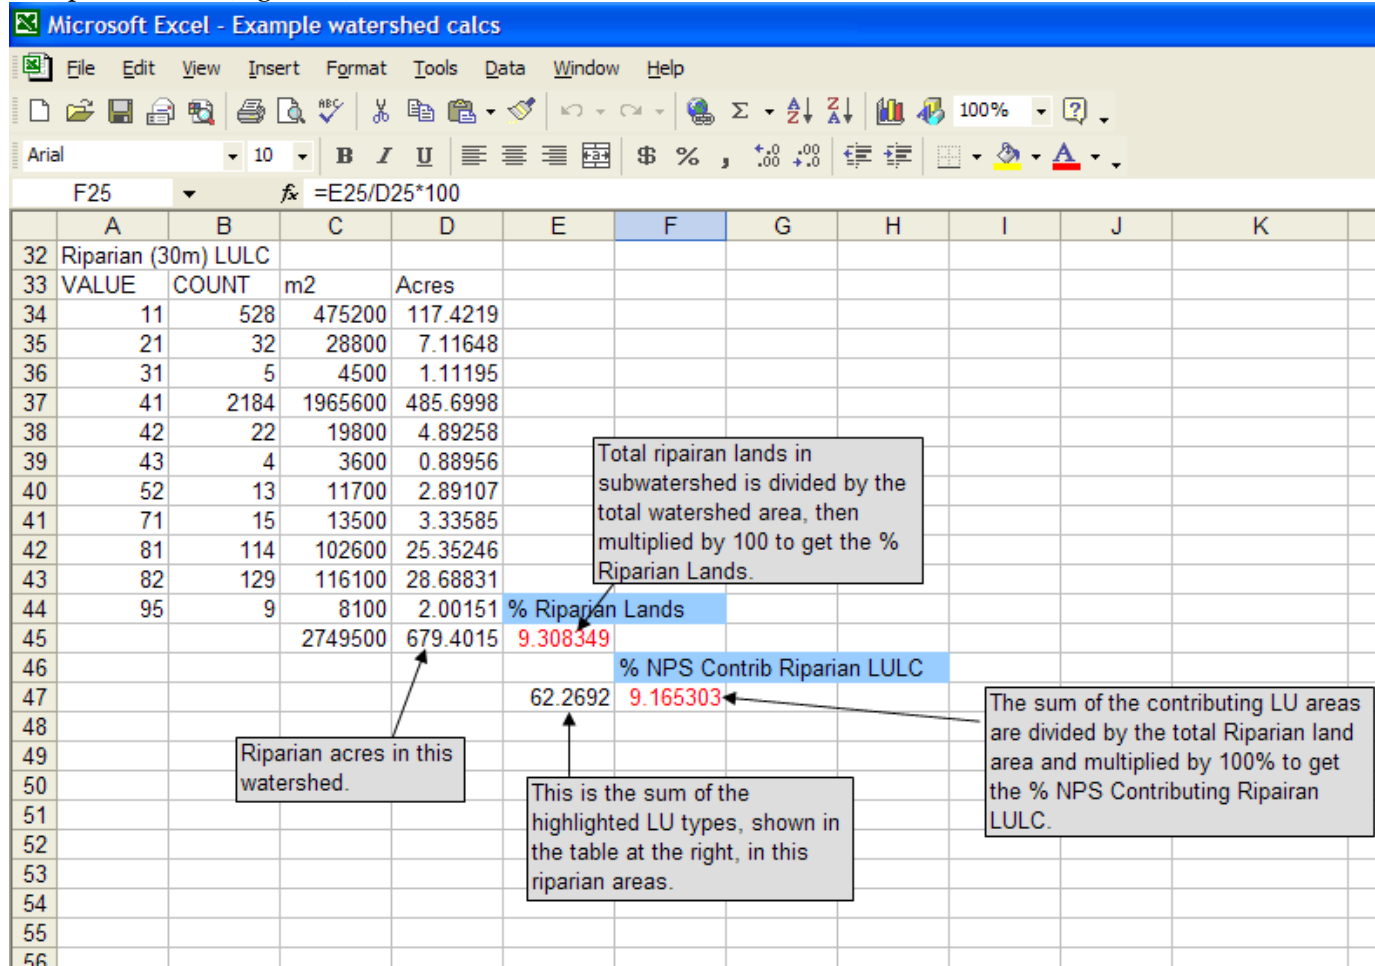 Microsoft Excel - Example watershed calcs
File Edit View Insert Format Tools Data Window Help
100%
Arial 10 B I U $ % ,
F25 fx =E25/D25*100
A B C D E F G H I J K
32 Riparian (30m) LULC
33 VALUE COUNT m2 Acres
34 11 528 475200 117.4219
35 21 32 28800 7.11648
36 31 5 4500 1.11195
37 41 2184 1965600 485.6998
38 42 22 19800 4.89258
39 43 4 3600 0.88956
40 52 13 11700 2.89107
41 71 15 13500 3.33585
42 81 114 102600 25.35246
43 82 129 116100 28.68831
44 95 9 8100 2.00151 % Riparian Lands
45 2749500 679.4015 9.308349
46 % NPS Contrib Riparian LULC
47 62.2692 9.165303
48
49
50
51
52
53
54
55
56
Total ripairan lands in
subwatershed is divided by the
total watershed area, then
multiplied by 100 to get the %
Riparian Lands.
Riparian acres in this
watershed.
This is the sum of the
highlighted LU types, shown in
the table at the right, in this
riparian areas.
The sum of the contributing LU areas
are divided by the total Riparian land
area and multiplied by 100% to get
the % NPS Contributing Ripairan
LULC.